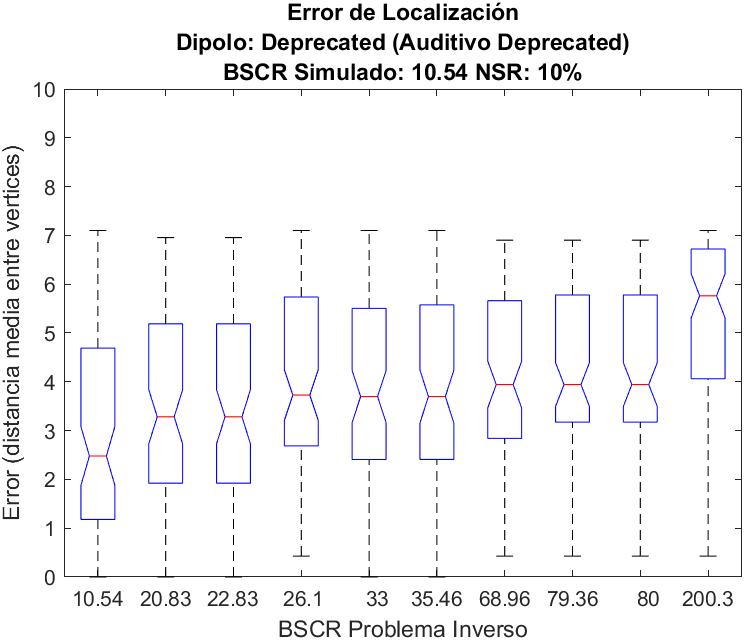 Error de Localización
Dipolo: Deprecated (Auditivo Deprecated)
BSCR Simulado: 10.54 NSR: 10%
Error (distancia media entre vertices)
10
9
8
7
6
5
4
3
2
1
0
10.54 20.83 22.83 26.1 33 35.46 68.96 79.36 80 200.3
BSCR Problema Inverso